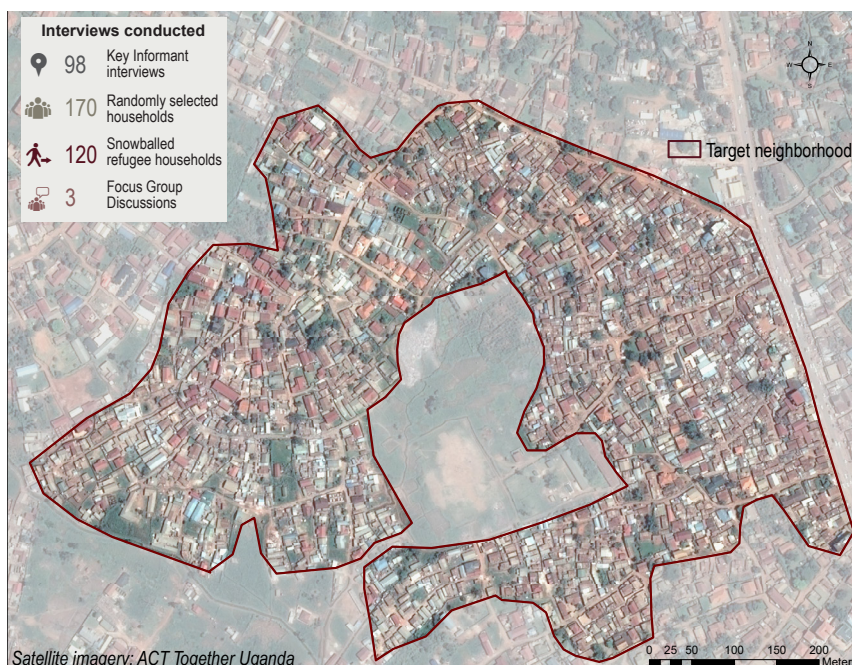 Interviews conducted
98 Key Informant
interviews
170 Randomly selected
households
120 Snowballed
refugee households
3 Focus Group
Discussions
N
W E
S
Target neighborhood
Satellite imagery: ACT Together Uganda
0 25 50 100 150 200
Meter